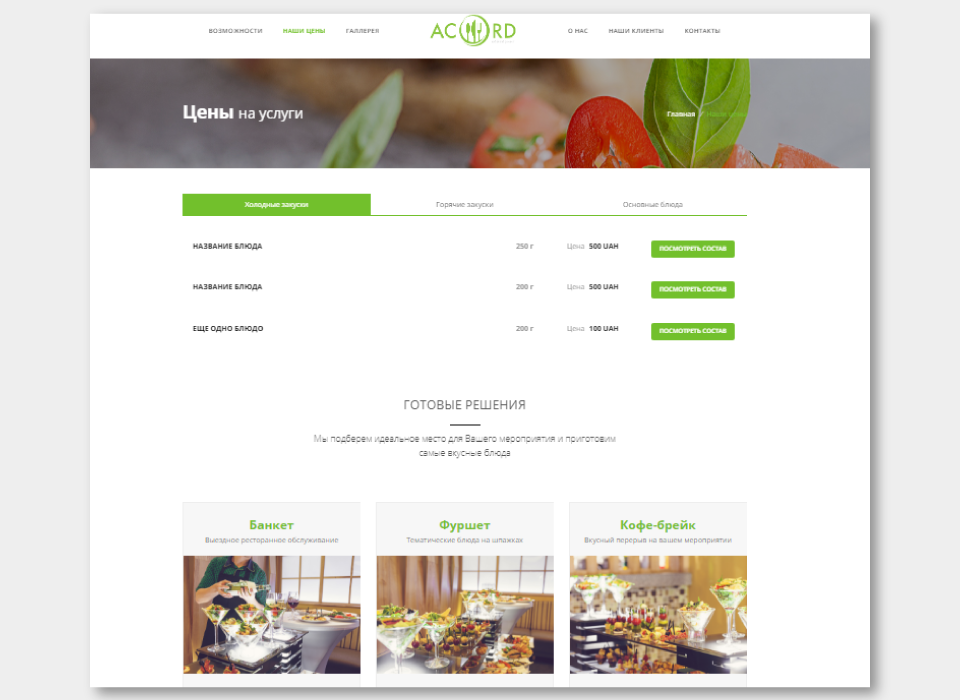 ВОЗМОЖНОСТИ НАШИ ЦЕНЫ ГАЛЛЕРЕЯ ACORD О НАС НАШИ КЛИЕНТЫ КОНТАКТЫ
Цены на услуги
Главная
Холодные закуски Горячие закуски Основные блюда
НАЗВАНИЕ БЛЮДА 250 г Цена 500 UAH ПОСМОТРЕТЬ СОСТАВ
НАЗВАНИЕ БЛЮДА 200 г Цена 500 UAH ПОСМОТРЕТЬ СОСТАВ
ЕЩЕ ОДНО БЛЮДО 200 г Цена 100 UAH ПОСМОТРЕТЬ СОСТАВ
ГОТОВЫЕ РЕШЕНИЯ
Мы подберем идеальное место для Вашего мероприятия и приготовим
самые вкусные блюда
Банкет Фуршет Кофе-брейк
Выездное ресторанное обслуживание Тематические блюда на шпажках Вкусный перерыв на вашем мероприятии